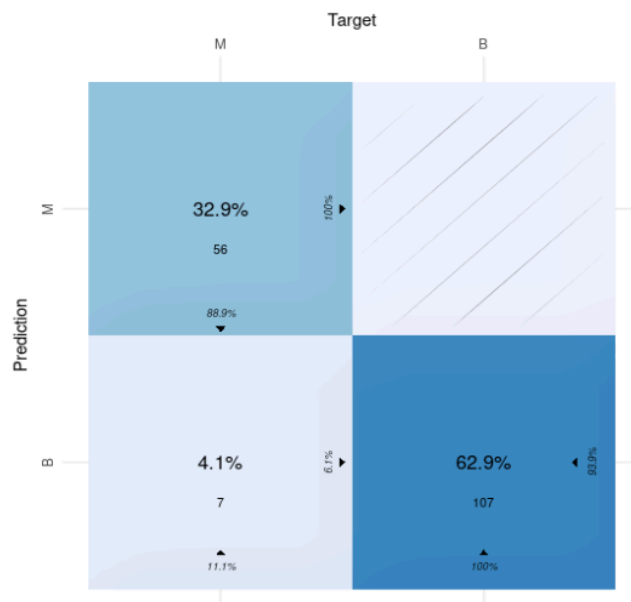 Target
M
B
Prediction
M
32.9%
56
100%
88.9%
B
4.1%
7
6.1%
11.1%
62.9%
107
93.9%
100%